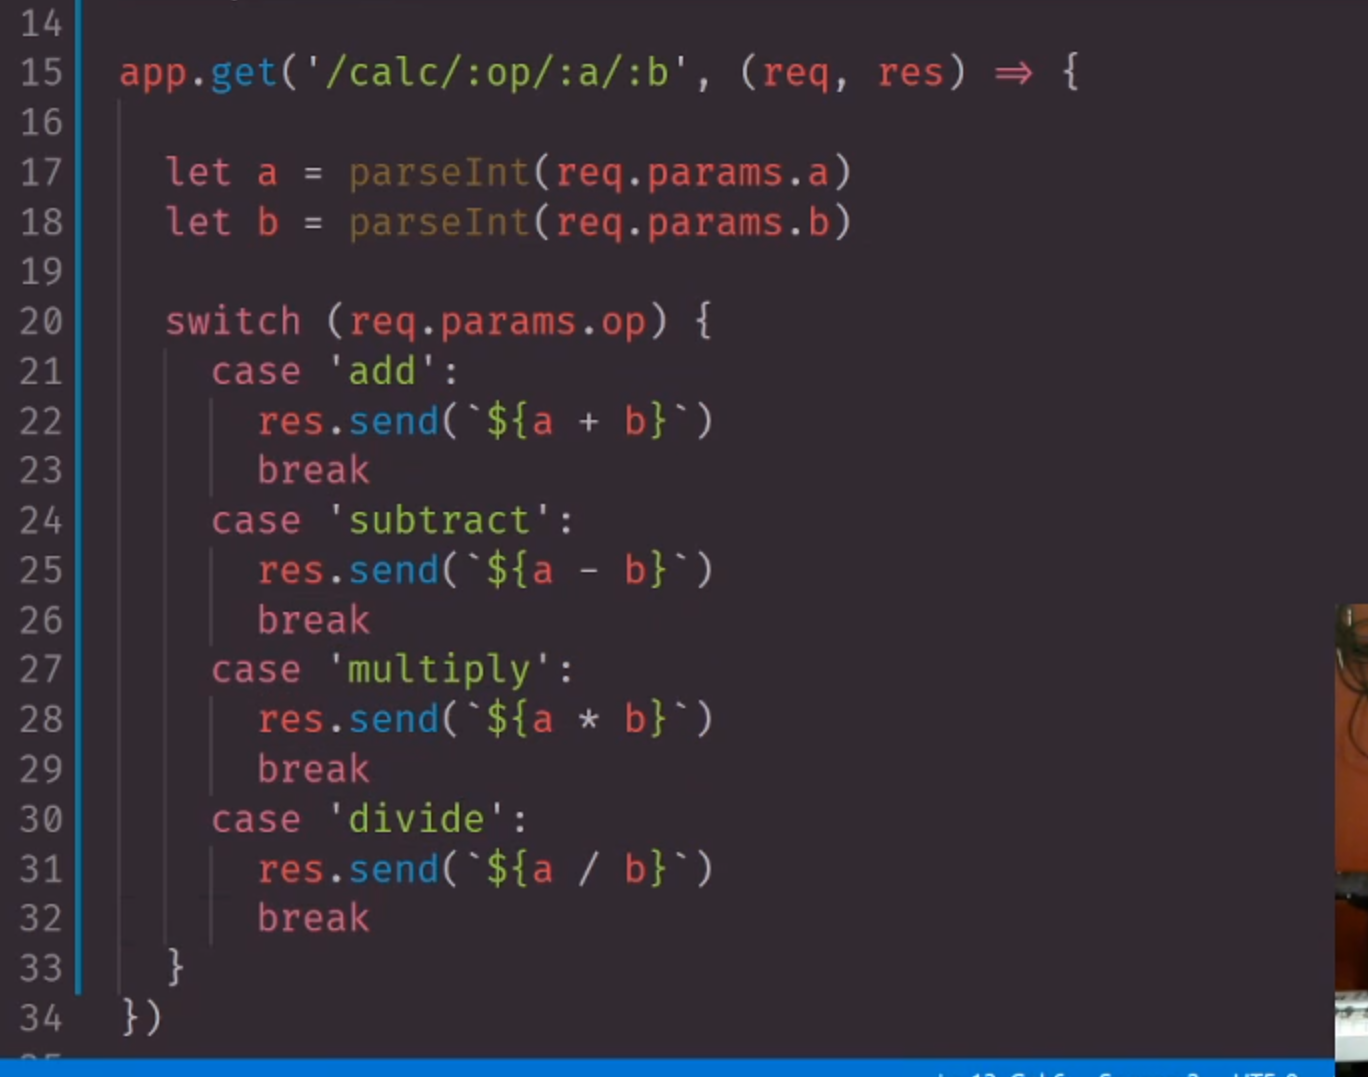 14
15 app.get('/calc/:op/:a/:b', (req, res) => {
16
17 let a = parseInt(req.params.a)
18 let b = parseInt(req.params.b)
19
20 switch (req.params.op) {
21 case 'add':
22 res.send(`${a + b}`)
23 break
24 case 'subtract':
25 res.send(`${a - b}`)
26 break
27 case 'multiply':
28 res.send(`${a * b}`)
29 break
30 case 'divide':
31 res.send(`${a / b}`)
32 break
33 }
34 })